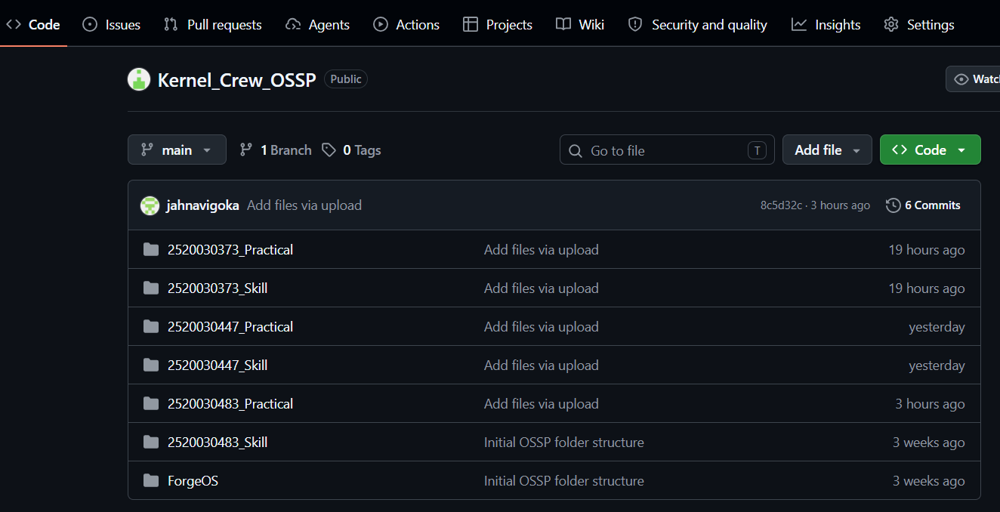 Code Issues Pull requests Agents Actions Projects Wiki Security and quality Insights Settings
Kernel_Crew_OSSP Public Watch
main 1 Branch 0 Tags Go to file T Add file Code
jahnavigoka Add files via upload 8c5d32c · 3 hours ago 6 Commits
2520030373_Practical Add files via upload 19 hours ago
2520030373_Skill Add files via upload 19 hours ago
2520030447_Practical Add files via upload yesterday
2520030447_Skill Add files via upload yesterday
2520030483_Practical Add files via upload 3 hours ago
2520030483_Skill Initial OSSP folder structure 3 weeks ago
ForgeOS Initial OSSP folder structure 3 weeks ago